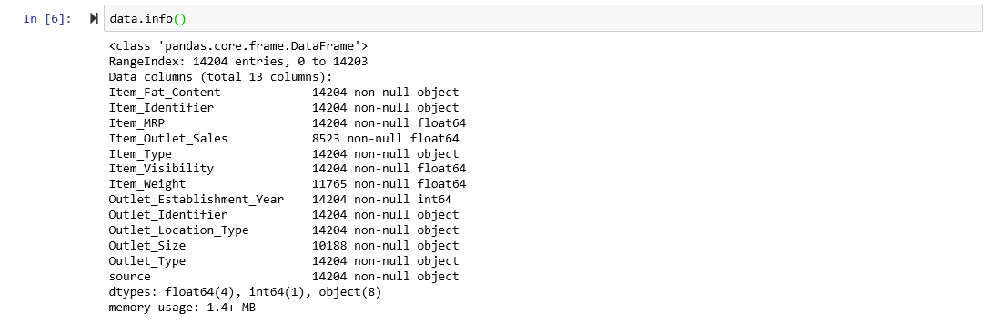 In [6]: data.info()
<class 'pandas.core.frame.DataFrame'>
RangeIndex: 14204 entries, 0 to 14203
Data columns (total 13 columns):
Item_Fat_Content             14204 non-null object
Item_Identifier              14204 non-null object
Item_MRP                     14204 non-null float64
Item_Outlet_Sales            8523 non-null float64
Item_Type                    14204 non-null object
Item_Visibility              14204 non-null float64
Item_Weight                  11765 non-null float64
Outlet_Establishment_Year    14204 non-null int64
Outlet_Identifier            14204 non-null object
Outlet_Location_Type         14204 non-null object
Outlet_Size                  10188 non-null object
Outlet_Type                  14204 non-null object
source                       14204 non-null object
dtypes: float64(4), int64(1), object(8)
memory usage: 1.4+ MB